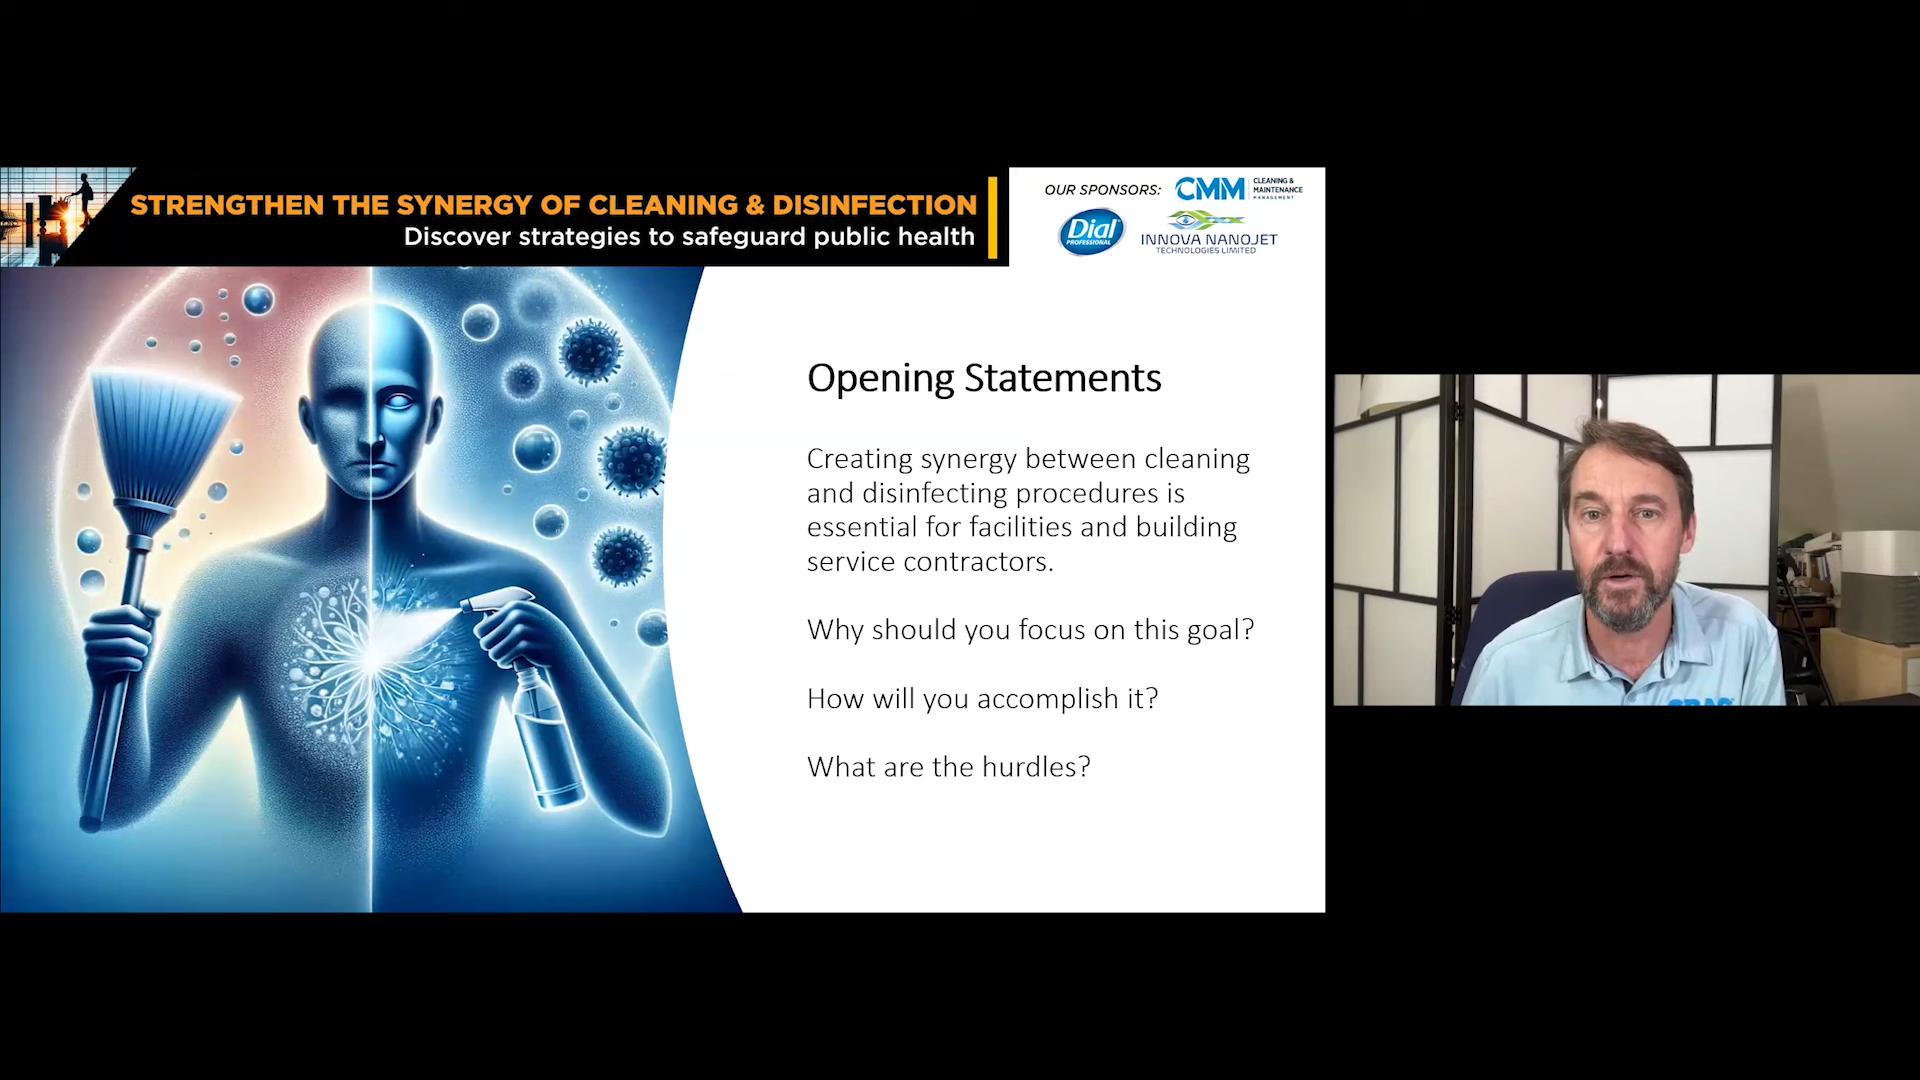 STRENGTHEN THE SYNERGY OF CLEANING & DISINFECTION
Discover strategies to safeguard public health
OUR SPONSORS:
CMM CLEANING &
MAINTENANCE
MANAGEMENT
Dial
PROFESSIONAL
INNOVA NANOJET
TECHNOLOGIES LIMITED
Opening Statements
Creating synergy between cleaning
and disinfecting procedures is
essential for facilities and building
service contractors.
Why should you focus on this goal?
How will you accomplish it?
What are the hurdles?